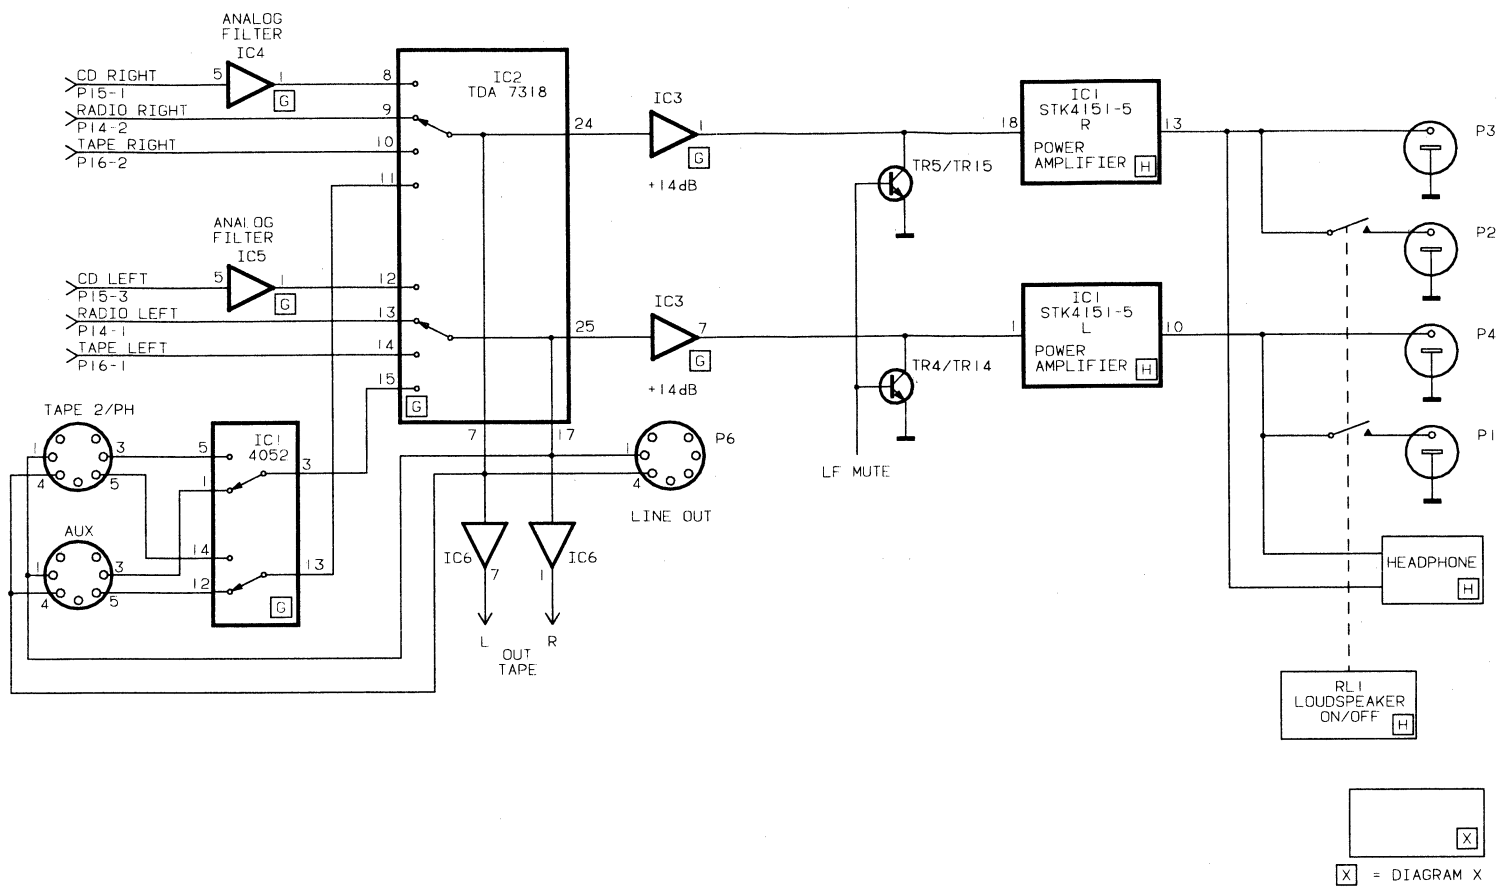 ANALOG
FILTER
IC4
CD RIGHT
P15-1
5
1
G
8
IC2
TDA 7318
RADIO RIGHT
P14-2
9
TAPE RIGHT
P16-2
10
11
24
IC3
1
G
+14dB
TR5/TR15
18
IC1
STK4151-5
R
POWER
AMPLIFIER
H
13
P3
P2
ANALOG
FILTER
IC5
CD LEFT
P15-3
5
1
G
12
RADIO LEFT
P14-1
13
TAPE LEFT
P16-1
14
15
G
25
IC3
7
G
+14dB
TR4/TR14
LF MUTE
1
IC1
STK4151-5
L
POWER
AMPLIFIER
H
10
P4
P1
TAPE 2/PH
1
3
4
5
AUX
1
3
4
5
IC1
4052
5
1
14
12
3
13
G
7
17
1
4
P6
LINE OUT
IC6
7
IC6
1
L
R
OUT
TAPE
HEADPHONE
H
RL1
LOUDSPEAKER
ON/OFF
H
X
X = DIAGRAM X